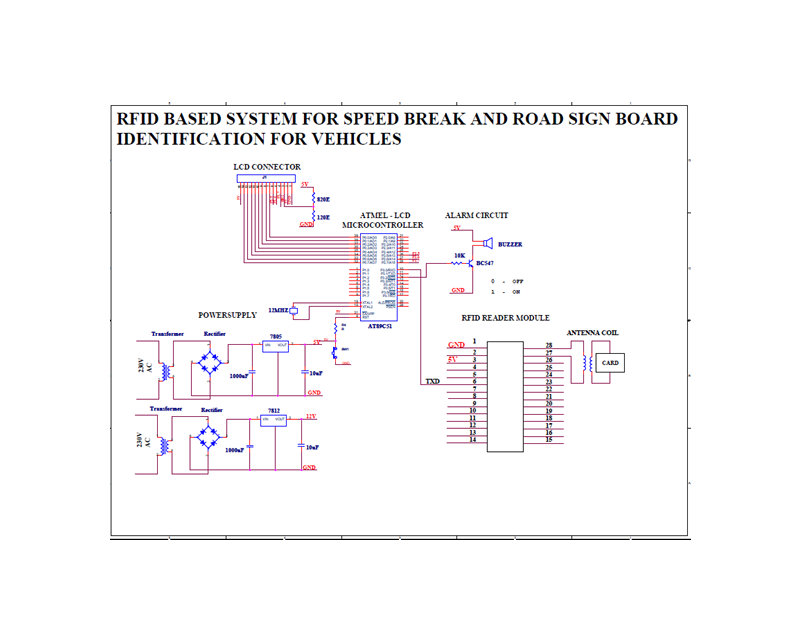 RFID BASED SYSTEM FOR SPEED BREAK AND ROAD SIGN BOARD
IDENTIFICATION FOR VEHICLES
LCD CONNECTOR
5V
820E
120E
GND
ATMEL - LCD
MICROCONTROLLER
AT89C51
12MHZ
ALARM CIRCUIT
5V
BUZZER
10K
BC547
GND
0 - OFF
1 - ON
POWERSUPPLY
Transformer
Rectifier
7805
VIN VOUT
5V
230V
AC
1000uF
10uF
GND
Transformer
Rectifier
7812
VIN VOUT
12V
230V
AC
1000uF
10uF
GND
RFID READER MODULE
ANTENNA COIL
CARD
GND
5V
TXD
1
2
3
4
5
6
7
8
9
10
11
12
13
14
28
27
26
25
24
23
22
21
20
19
18
17
16
15